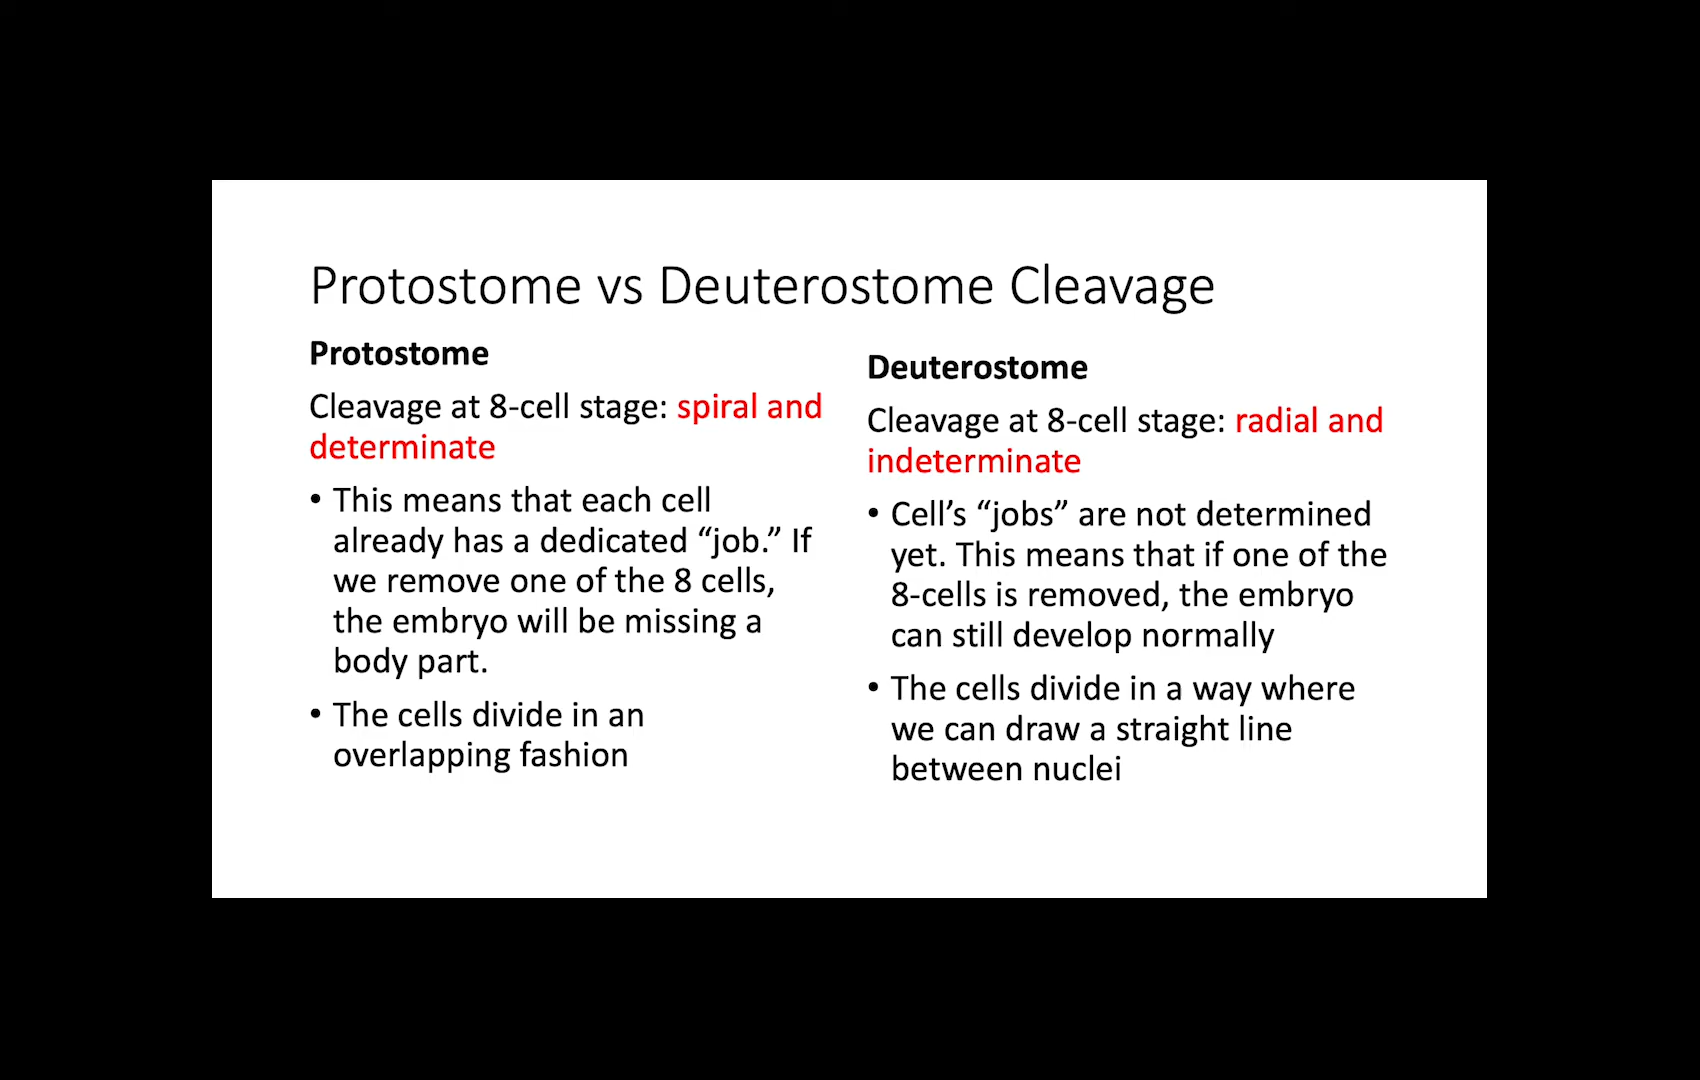 Protostome vs Deuterostome Cleavage
Protostome
Cleavage at 8-cell stage: spiral and
determinate
• This means that each cell
already has a dedicated “job.” If
we remove one of the 8 cells,
the embryo will be missing a
body part.
• The cells divide in an
overlapping fashion
Deuterostome
Cleavage at 8-cell stage: radial and
indeterminate
• Cell’s “jobs” are not determined
yet. This means that if one of the
8-cells is removed, the embryo
can still develop normally
• The cells divide in a way where
we can draw a straight line
between nuclei